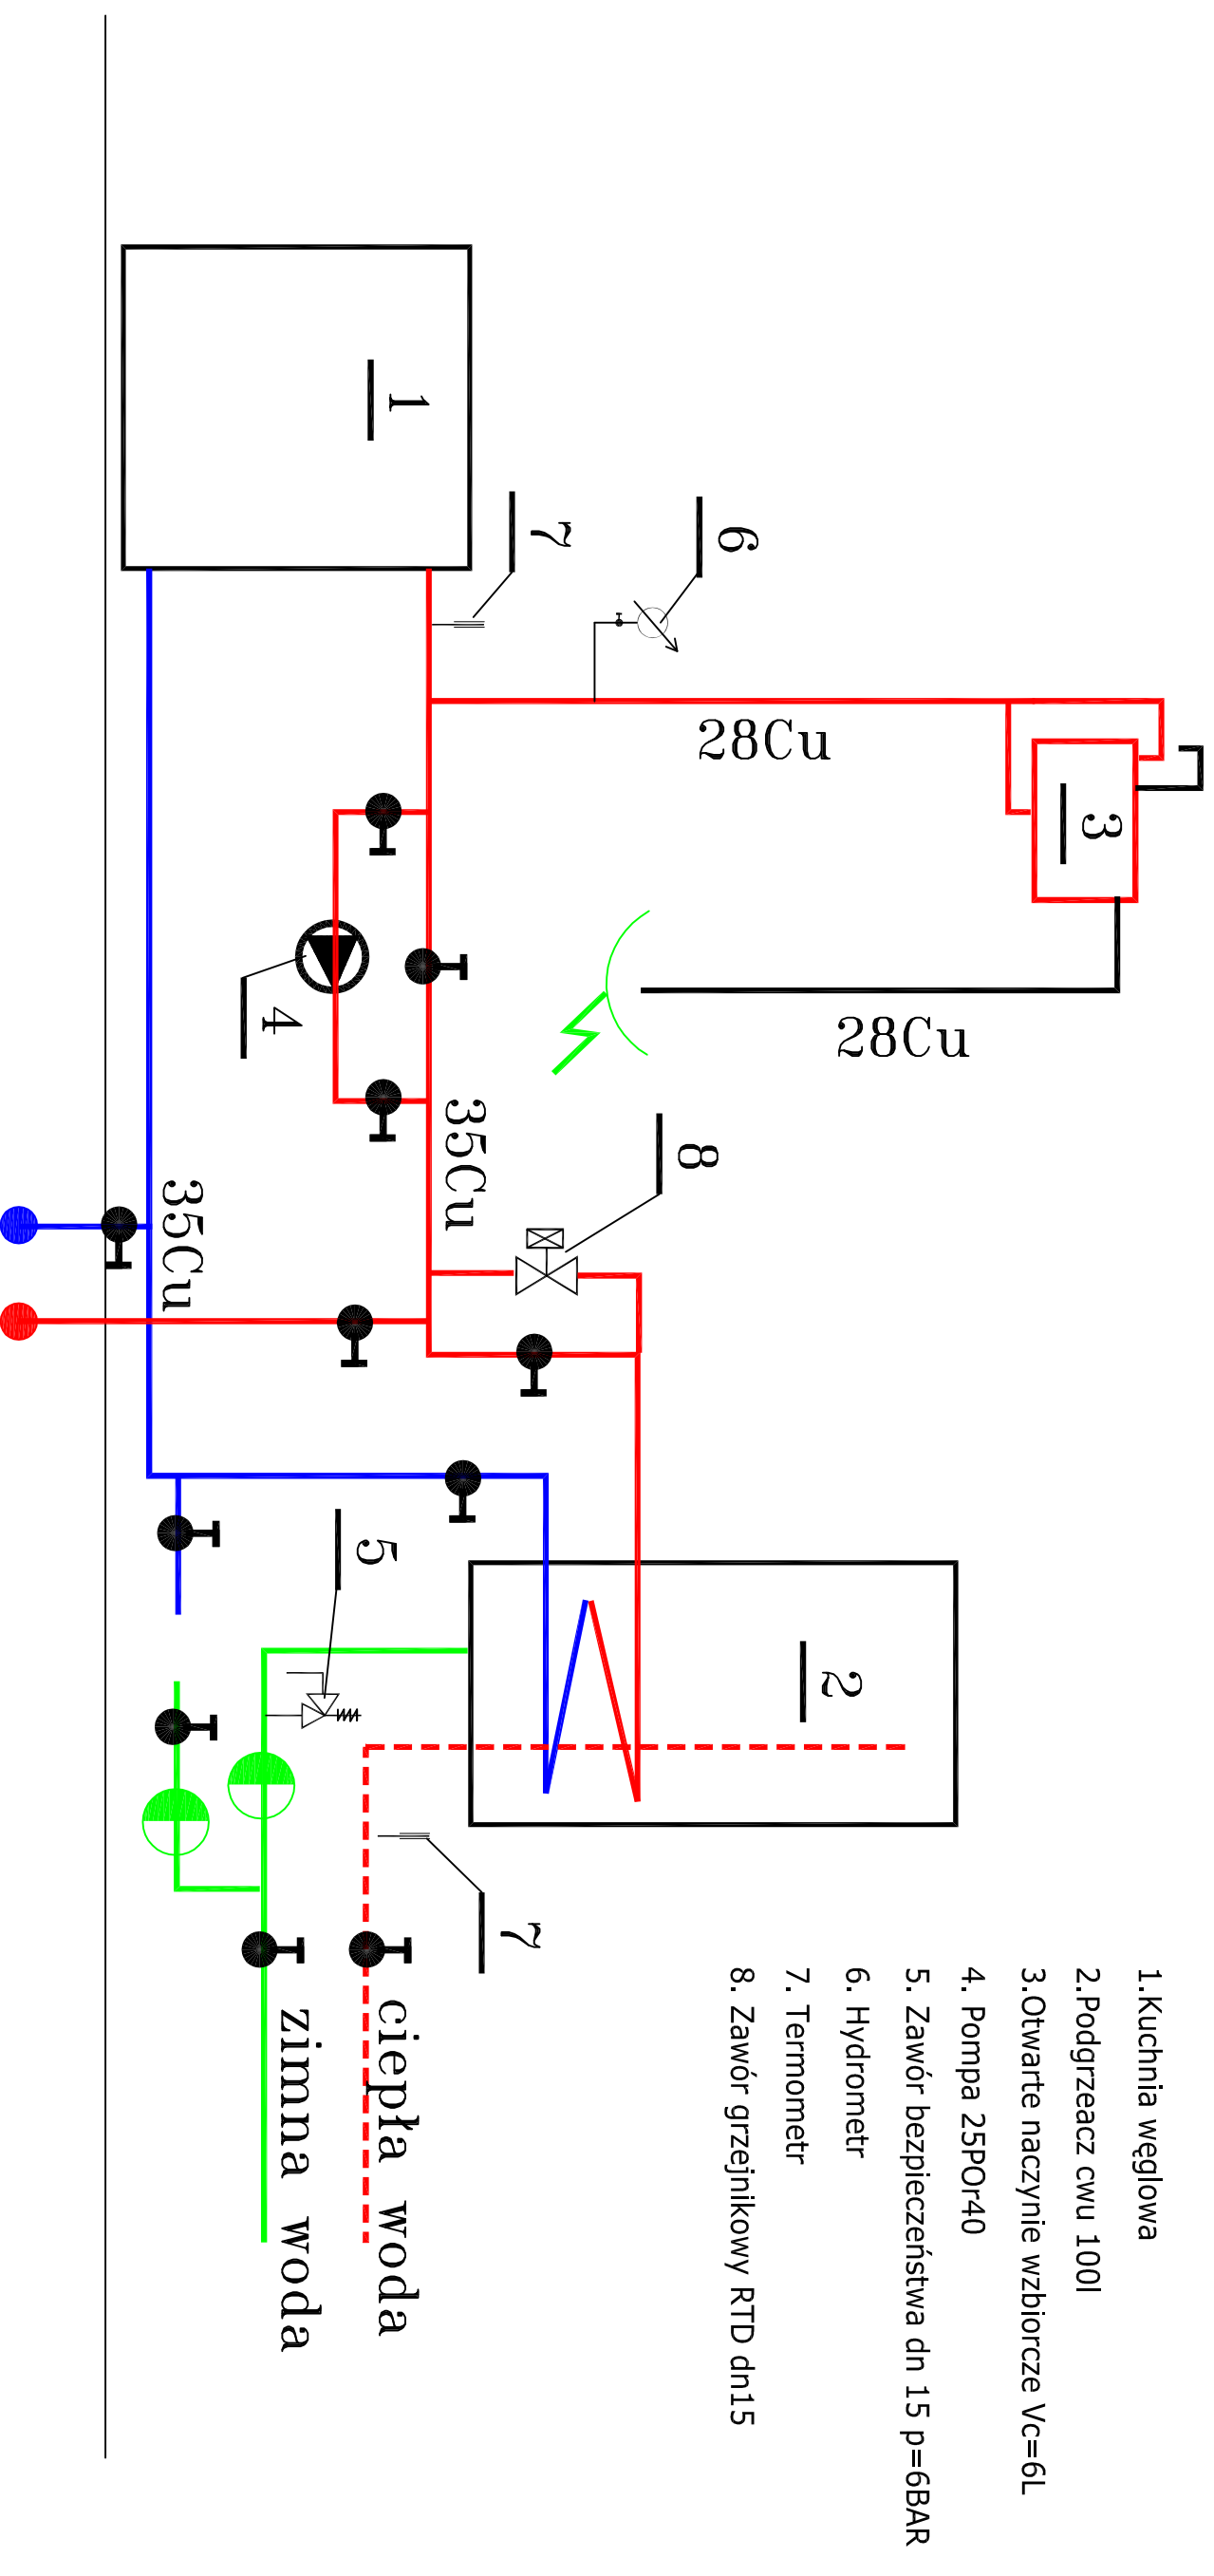 1
7
6
28Cu
3
4
28Cu
35Cu
8
35Cu
5
2
7
ciepła woda
zimna woda
1.Kuchnia węglowa
2.Podgrzeacz cwu 100l
3.Otwarte naczynie wzbiorcze Vc=6L
4. Pompa 25POr40
5. Zawór bezpieczeństwa dn 15 p=6BAR
6. Hydrometr
7. Termometr
8. Zawór grzejnikowy RTD dn15